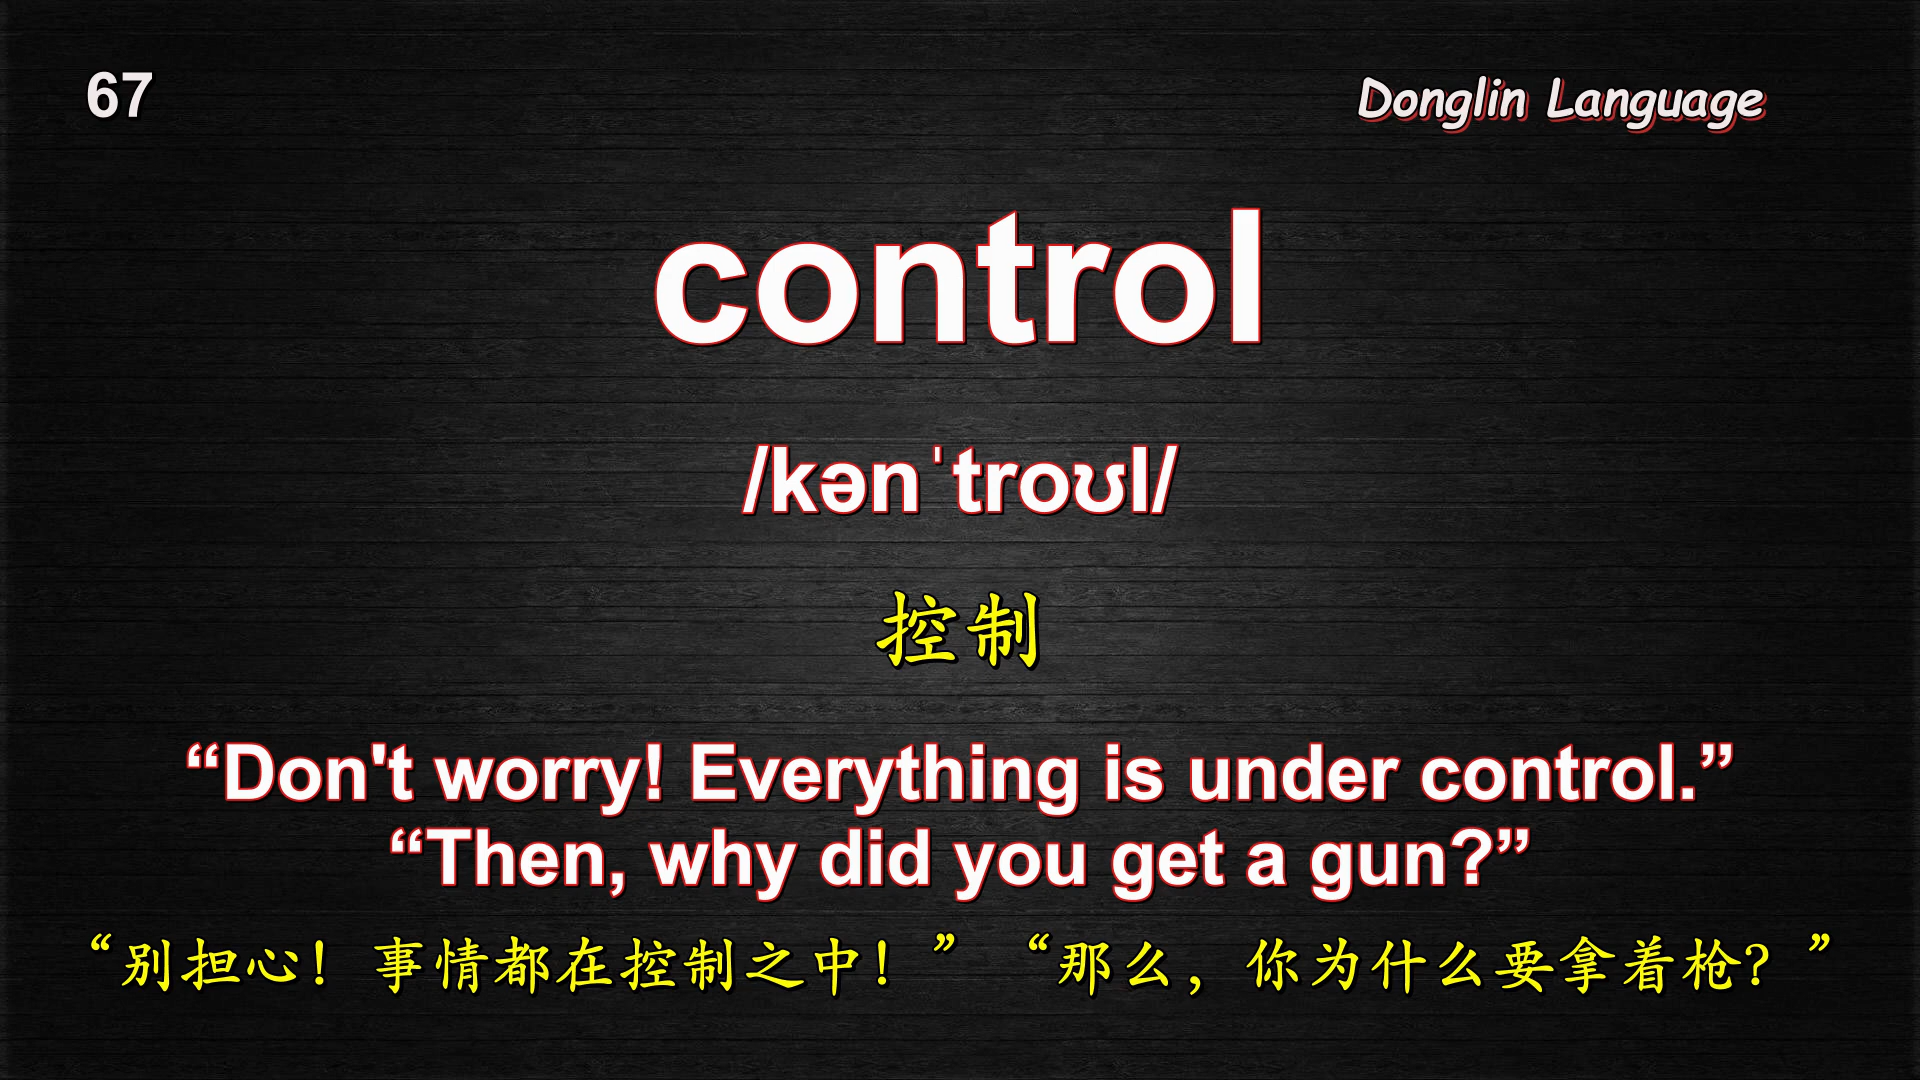 67
Donglin Language
control
/kənˈtroʊl/
控制
“Don't worry! Everything is under control.”
“Then, why did you get a gun?”
“别担心！事情都在控制之中！”“那么，你为什么要拿着枪？”